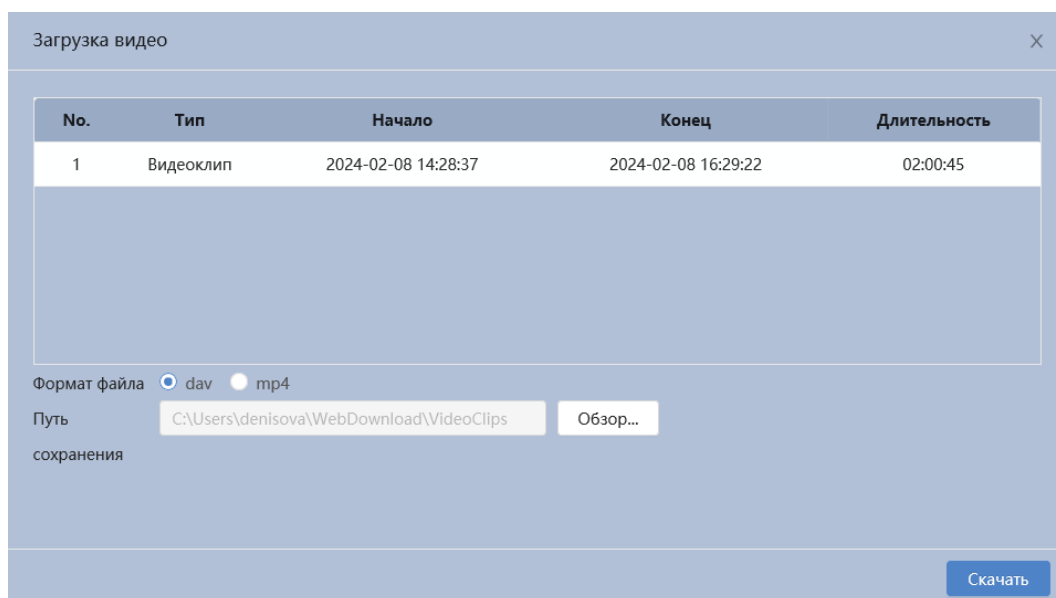 Загрузка видео
No. Тип Начало Конец Длительность
1 Видеоклип 2024-02-08 14:28:37 2024-02-08 16:29:22 02:00:45
Формат файла dav mp4
Путь C:\Users\denisova\WebDownload\VideoClips Обзор...
сохранения
Скачать